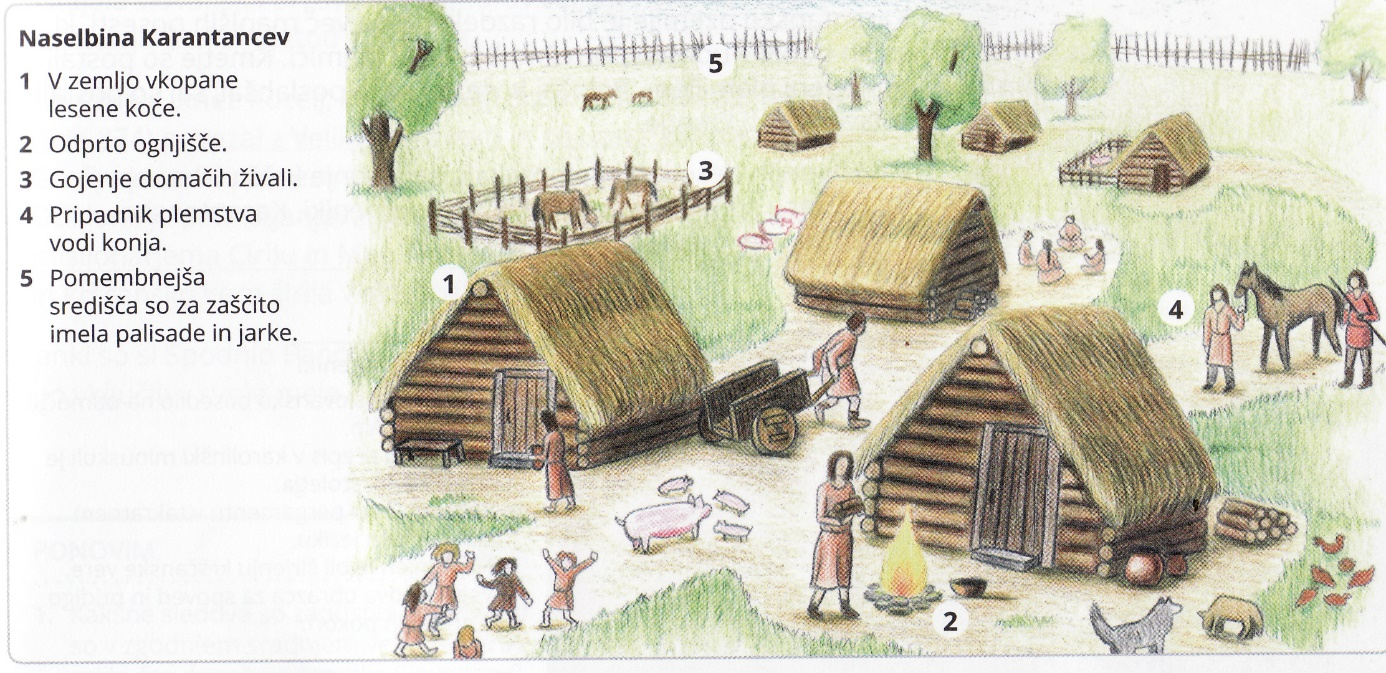 Naselbina Karantancev
1 V zemljo vkopane
lesene koče.
2 Odprto ognjišče.
3 Gojenje domačih živali.
4 Pripadnik plemstva
vodi konja.
5 Pomembnejša
središča so za zaščito
imela palisade in jarke.
5
3
1
4
2